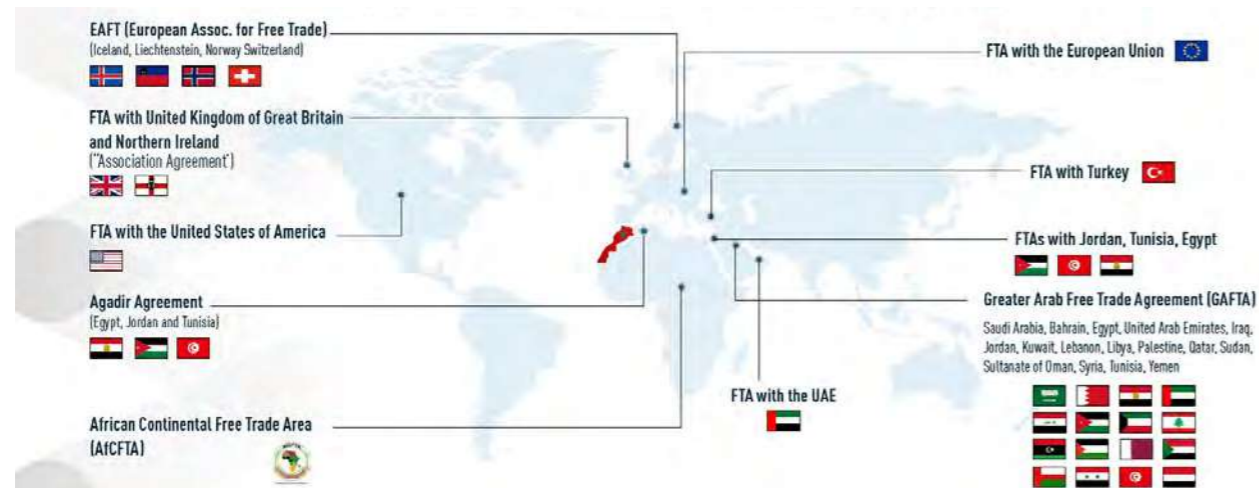 EAFT (European Assoc. for Free Trade)
(Iceland, Liechtenstein, Norway Switzerland)
FTA with United Kingdom of Great Britain
and Northern Ireland
("Association Agreement")
FTA with the United States of America
Agadir Agreement
(Egypt, Jordan and Tunisia)
African Continental Free Trade Area
(AfCFTA)
FTA with the European Union
FTA with Turkey
FTAs with Jordan, Tunisia, Egypt
Greater Arab Free Trade Agreement (GAFTA)
Saudi Arabia, Bahrain, Egypt, United Arab Emirates, Iraq,
Jordan, Kuwait, Lebanon, Libya, Palestine, Qatar, Sudan,
Sultanate of Oman, Syria, Tunisia, Yemen
FTA with the UAE